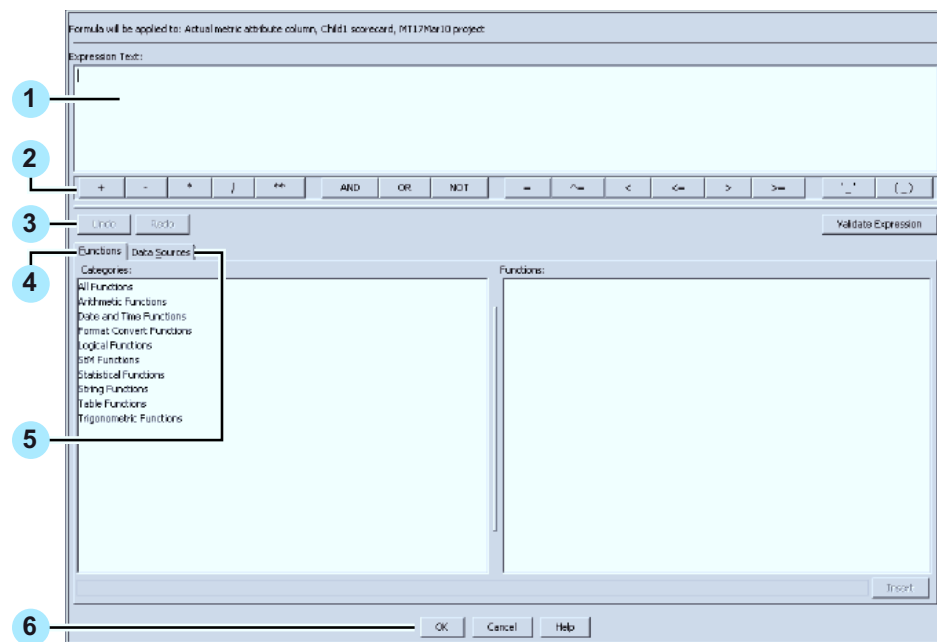 Formula will be applied to: Actual metric attribute column, Child1 scorecard, MT17Mar10 project
Expression Text:
1
2
+ - * / ** AND OR NOT = ^= < <= > >= '_' (_)
3
Undo Redo Validate Expression
4
Functions Data Sources
Categories: Functions:
All Functions
Arithmetic Functions
Date and Time Functions
Format Convert Functions
Logical Functions
StM Functions
Statistical Functions
String Functions
Table Functions
Trigonometric Functions
5
Insert
6
OK Cancel Help